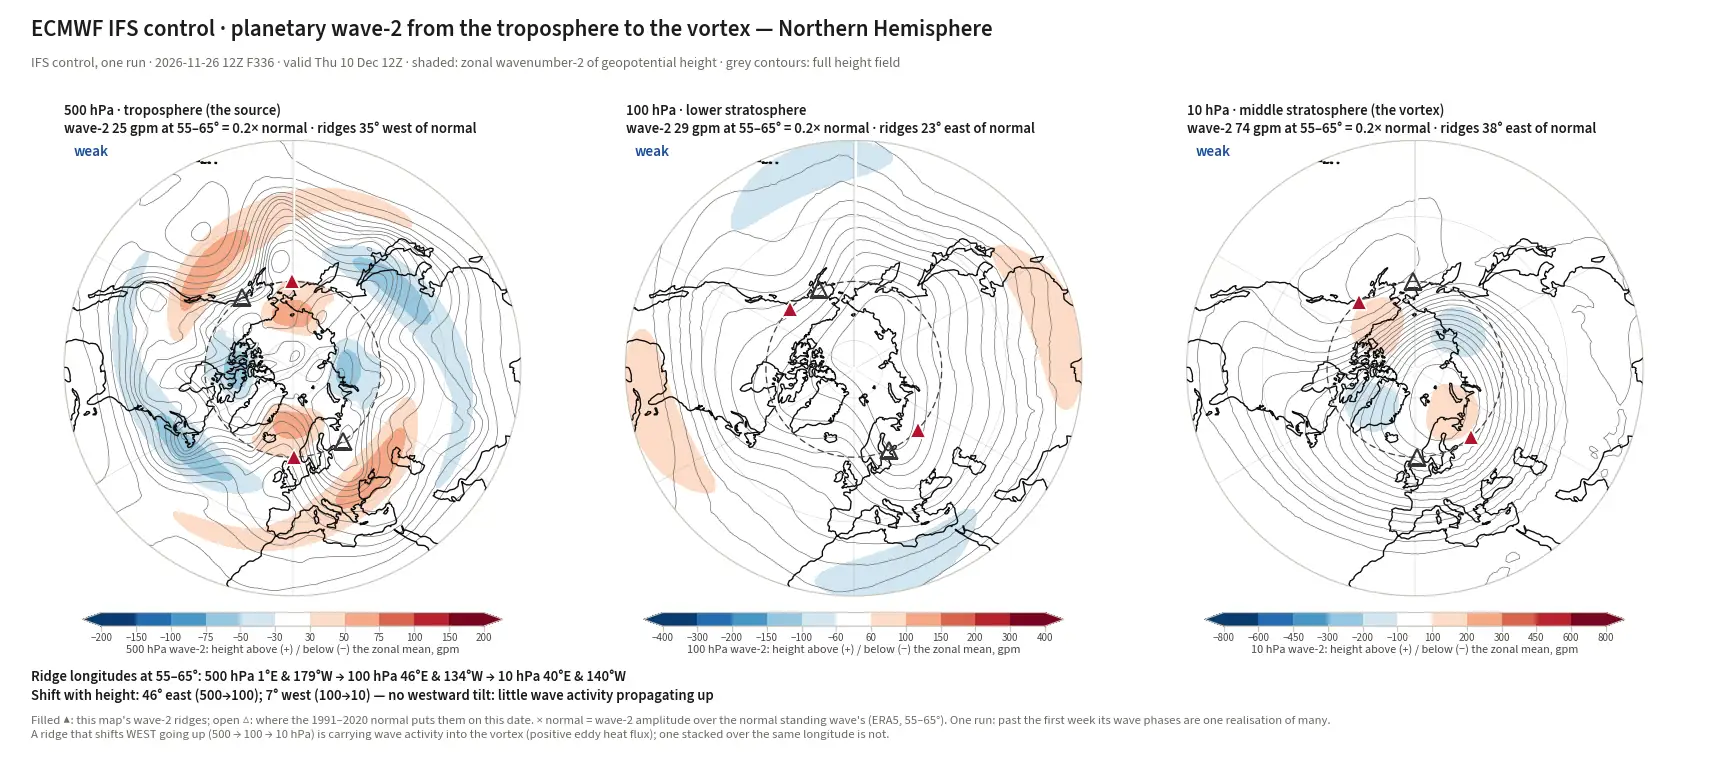 ECMWF IFS control · planetary wave-2 from the troposphere to the vortex — Northern Hemisphere
IFS control, one run · 2026-11-26 12Z F336 · valid Thu 10 Dec 12Z · shaded: zonal wavenumber-2 of geopotential height · grey contours: full height field
500 hPa · troposphere (the source)
wave-2 25 gpm at 55–65° = 0.2× normal · ridges 35° west of normal
weak
100 hPa · lower stratosphere
wave-2 29 gpm at 55–65° = 0.2× normal · ridges 23° east of normal
weak
10 hPa · middle stratosphere (the vortex)
wave-2 74 gpm at 55–65° = 0.2× normal · ridges 38° east of normal
weak
−200 −150 −100 −75 −50 −30 30 50 75 100 150 200
500 hPa wave-2: height above (+) / below (−) the zonal mean, gpm
−400 −300 −200 −150 −100 −60 60 100 150 200 300 400
100 hPa wave-2: height above (+) / below (−) the zonal mean, gpm
−800 −600 −450 −300 −200 −100 100 200 300 450 600 800
10 hPa wave-2: height above (+) / below (−) the zonal mean, gpm
Ridge longitudes at 55–65°: 500 hPa 1°E & 179°W → 100 hPa 46°E & 134°W → 10 hPa 40°E & 140°W
Shift with height: 46° east (500→100); 7° west (100→10) — no westward tilt: little wave activity propagating up
Filled ▲: this map's wave-2 ridges; open △: where the 1991–2020 normal puts them on this date. × normal = wave-2 amplitude over the normal standing wave's (ERA5, 55–65°). One run: past the first week its wave phases are one realisation of many.
A ridge that shifts WEST going up (500 → 100 → 10 hPa) is carrying wave activity into the vortex (positive eddy heat flux); one stacked over the same longitude is not.